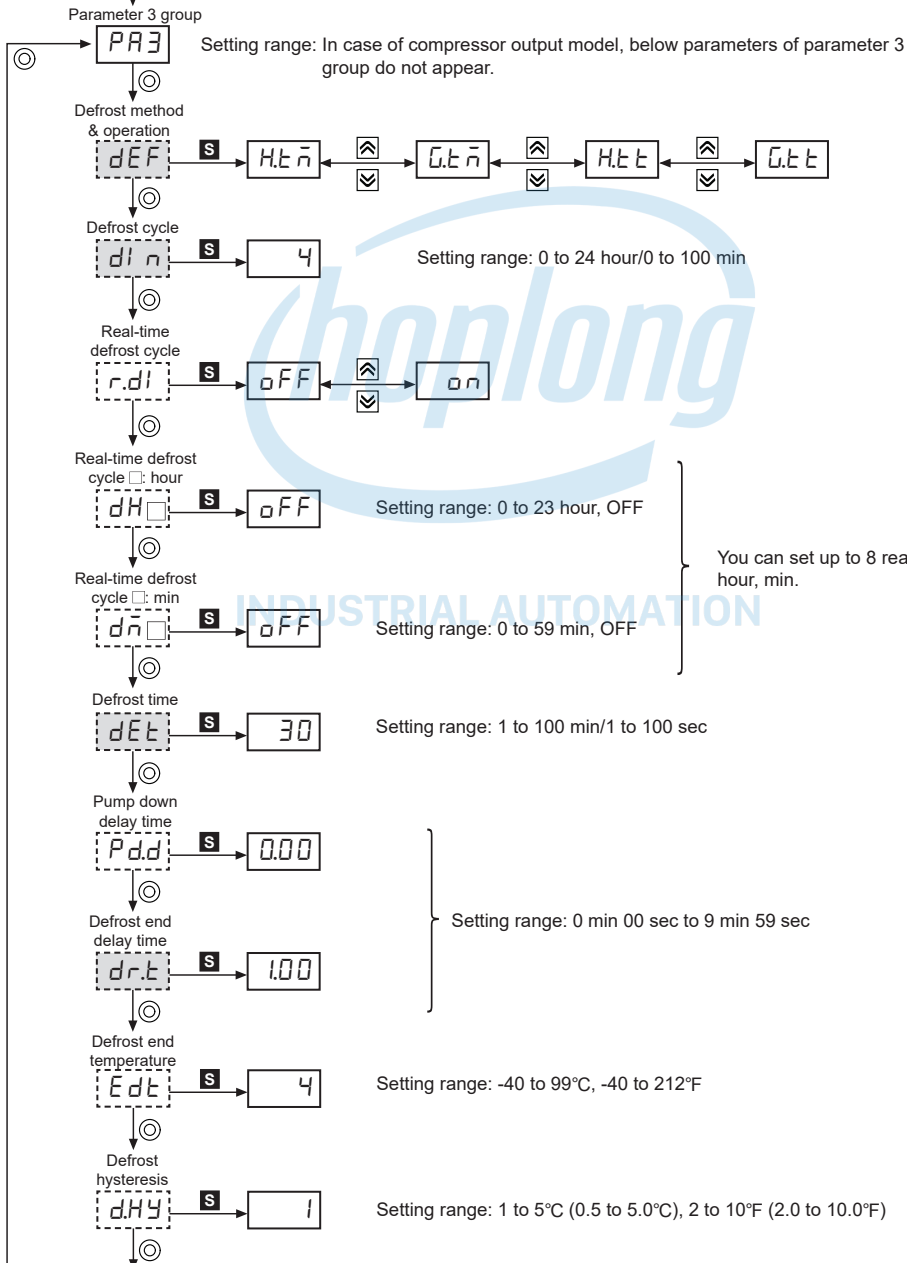 Parameter 3 group
PA3
Setting range: In case of compressor output model, below parameters of parameter 3
group do not appear.
Defrost method
& operation
dEF S H.tm G.tm H.tt G.tt
Defrost cycle
dIn S 4 Setting range: 0 to 24 hour/0 to 100 min
hoplong
Real-time
defrost cycle
r.dI S oFF on
Real-time defrost
cycle □: hour
dH□ S oFF Setting range: 0 to 23 hour, OFF
You can set up to 8
hour, min.
Real-time defrost
cycle □: min
INDUSTRIAL AUTOMATION
dm□ S oFF Setting range: 0 to 59 min, OFF
Defrost time
dEt S 30 Setting range: 1 to 100 min/1 to 100 sec
Pump down
delay time
Pd.d S 0.00
Setting range: 0 min 00 sec to 9 min 59 sec
Defrost end
delay time
dr.t S 1.00
Defrost end
temperature
Edt S 4 Setting range: -40 to 99℃, -40 to 212℉
Defrost
hysteresis
d.HY S 1 Setting range: 1 to 5℃ (0.5 to 5.0℃), 2 to 10℉ (2.0 to 10.0℉)